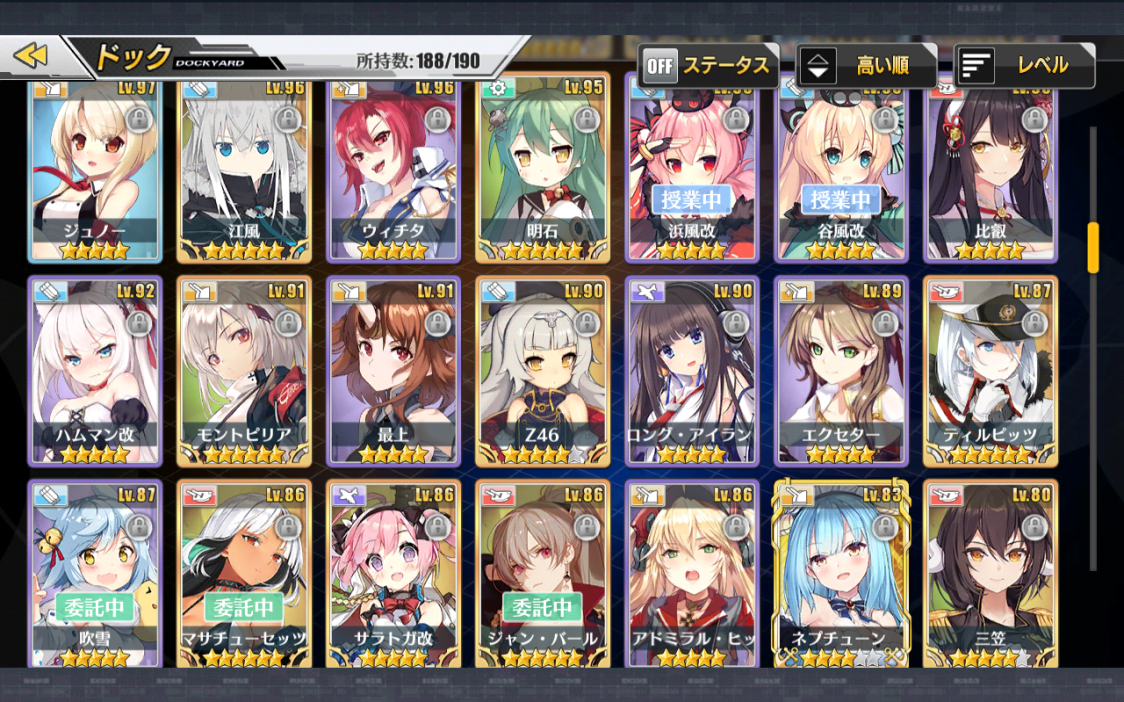 ドック DOCKYARD 所持数: 188/190 OFF ステータス 高い順 レベル
Lv.97 Lv.96 Lv.96 Lv.95
授業中 授業中
ジュノー 江風 ウィチタ 明石 浜風改 谷風改 比叡
Lv.92 Lv.91 Lv.91 Lv.90 Lv.90 Lv.89 Lv.87
ハムマン改 モントピリア 最上 Z46 ロング・アイラン エクセター ティルピッツ
Lv.87 Lv.86 Lv.86 Lv.86 Lv.86 Lv.83 Lv.80
委託中 委託中 委託中
吹雪 マサチューセッツ サラトガ改 ジャン・バール アドミラル・ヒッ ネプチューン 三笠